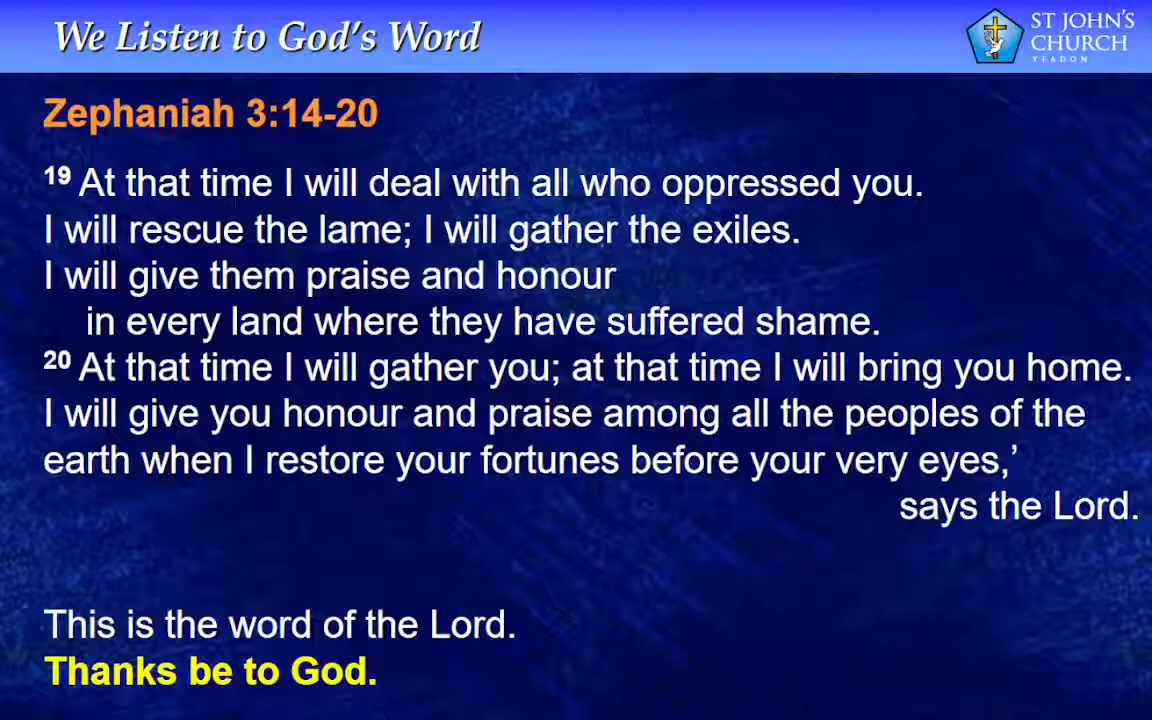 We Listen to God's Word
ST JOHN'S
CHURCH
YEADON
Zephaniah 3:14-20
19 At that time I will deal with all who oppressed you.
I will rescue the lame; I will gather the exiles.
I will give them praise and honour
in every land where they have suffered shame.
20 At that time I will gather you; at that time I will bring you home.
I will give you honour and praise among all the peoples of the
earth when I restore your fortunes before your very eyes,’
says the Lord.
This is the word of the Lord.
Thanks be to God.